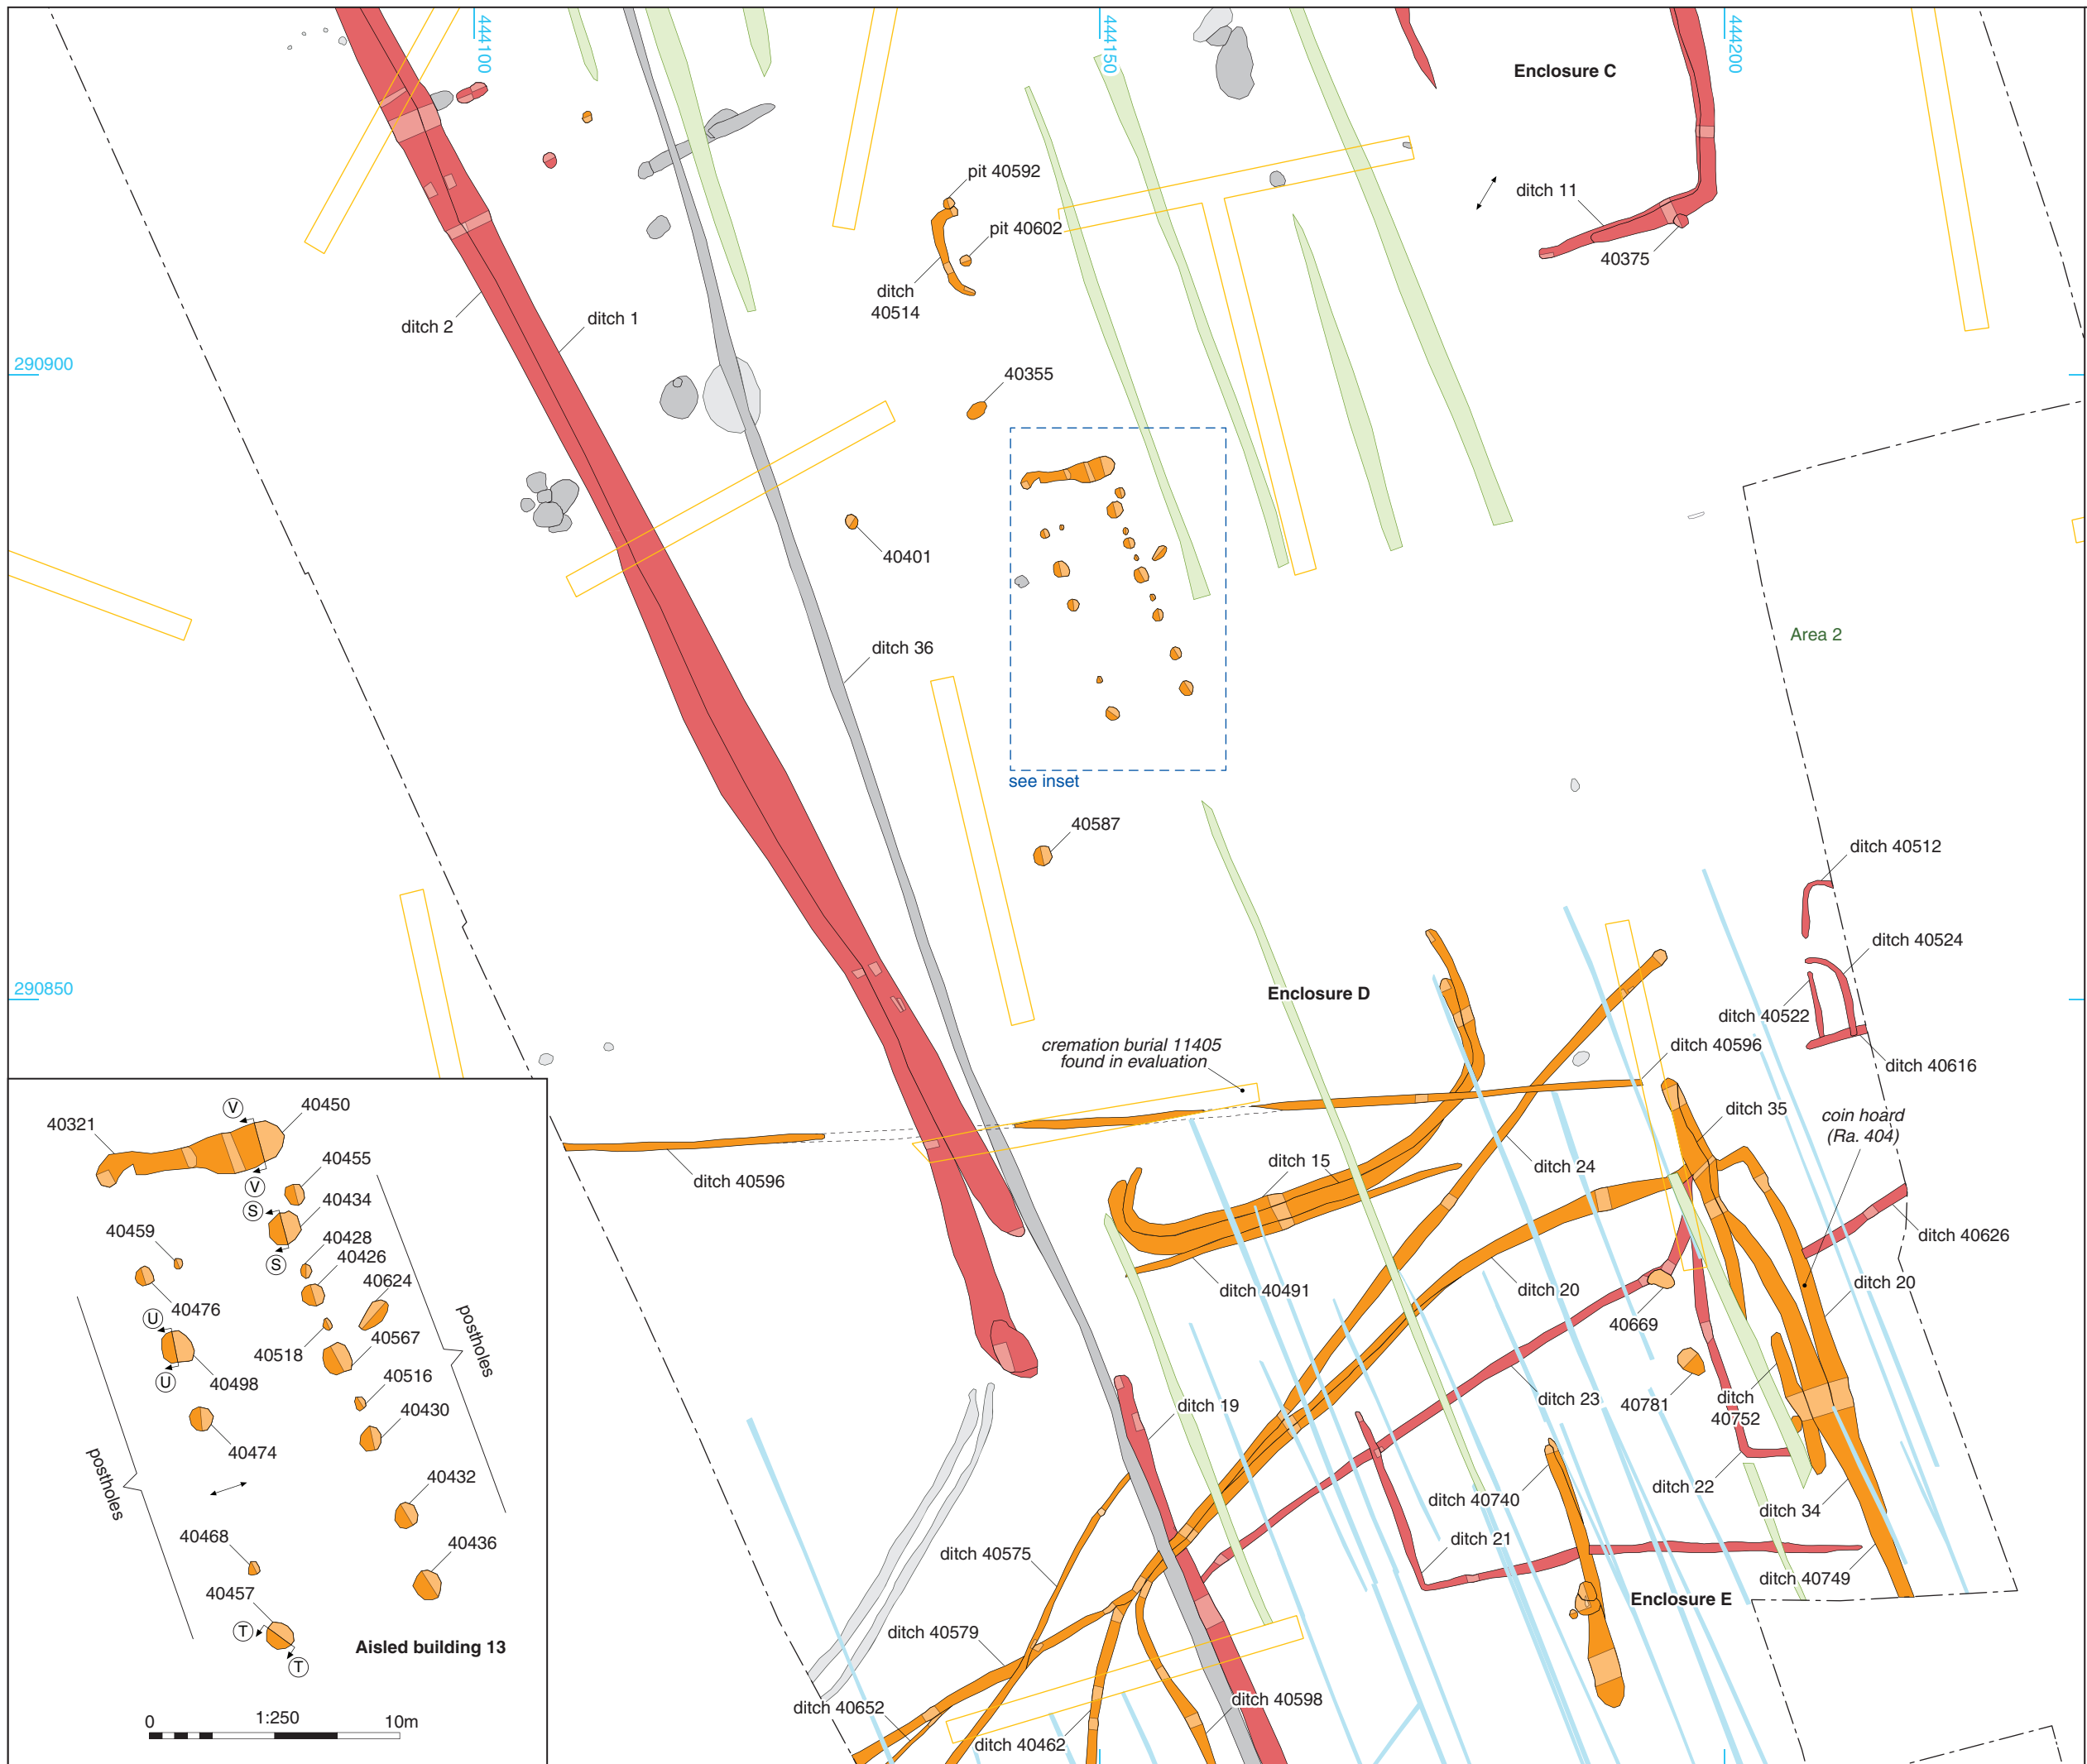 444100
444150
444200
Enclosure C
pit 40592
ditch 11
pit 40602
40375
ditch
40514
ditch 2
ditch 1
290900
40355
40401
Area 2
ditch 36
see inset
40587
ditch 40512
ditch 40524
290850
Enclosure D
ditch 40522
cremation burial 11405
found in evaluation
ditch 40596
ditch 40616
ditch 35
coin hoard
(Ra. 404)
ditch 40596
ditch 15
ditch 24
ditch 40626
ditch 40491
ditch 20
ditch 20
40669
ditch 19
ditch 23
40781
ditch
40752
ditch 40740
ditch 22
ditch 34
ditch 21
ditch 40575
ditch 40749
Enclosure E
ditch 40579
ditch 40652
ditch 40598
ditch 40462
V
40450
40321
40455
V
40434
S
40459
40428
40426
S
40624
40476
U
posthholes
40567
40518
U
40498
40516
40430
40474
posthholes
40432
40468
40436
40457
T
Aisled building 13
T
0
1:250
10m